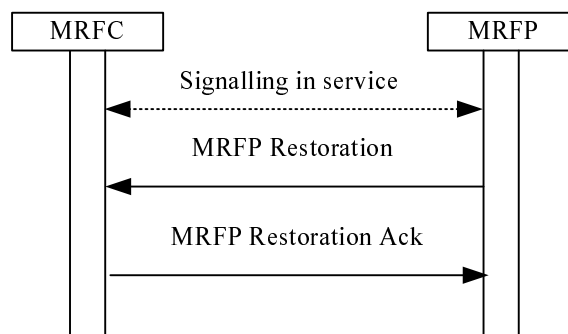 MRFC
MRFP
Signalling in service
MRFP Restoration
MRFP Restoration Ack